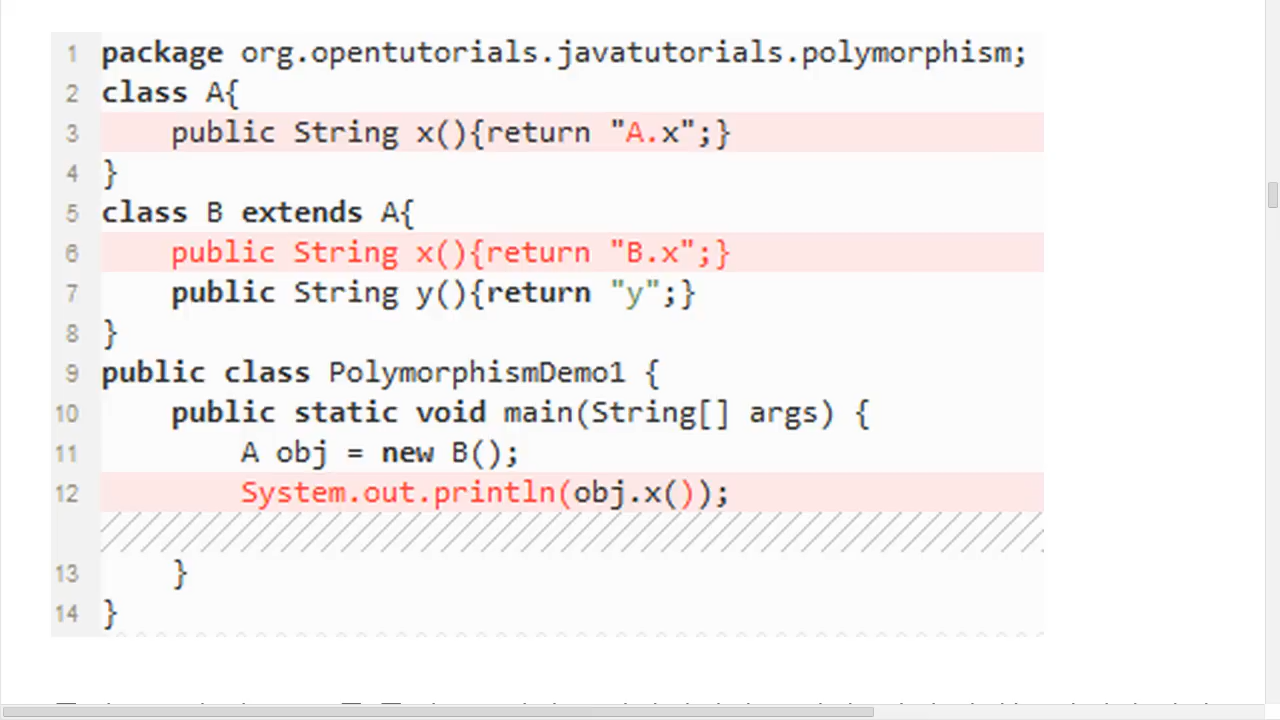 1 package org.opentutorials.javatutorials.polymorphism;
2 class A{
3 public String x(){return "A.x";}
4 }
5 class B extends A{
6 public String x(){return "B.x";}
7 public String y(){return "y";}
8 }
9 public class PolymorphismDemo1 {
10 public static void main(String[] args) {
11 A obj = new B();
12 System.out.println(obj.x());
13 }
14 }